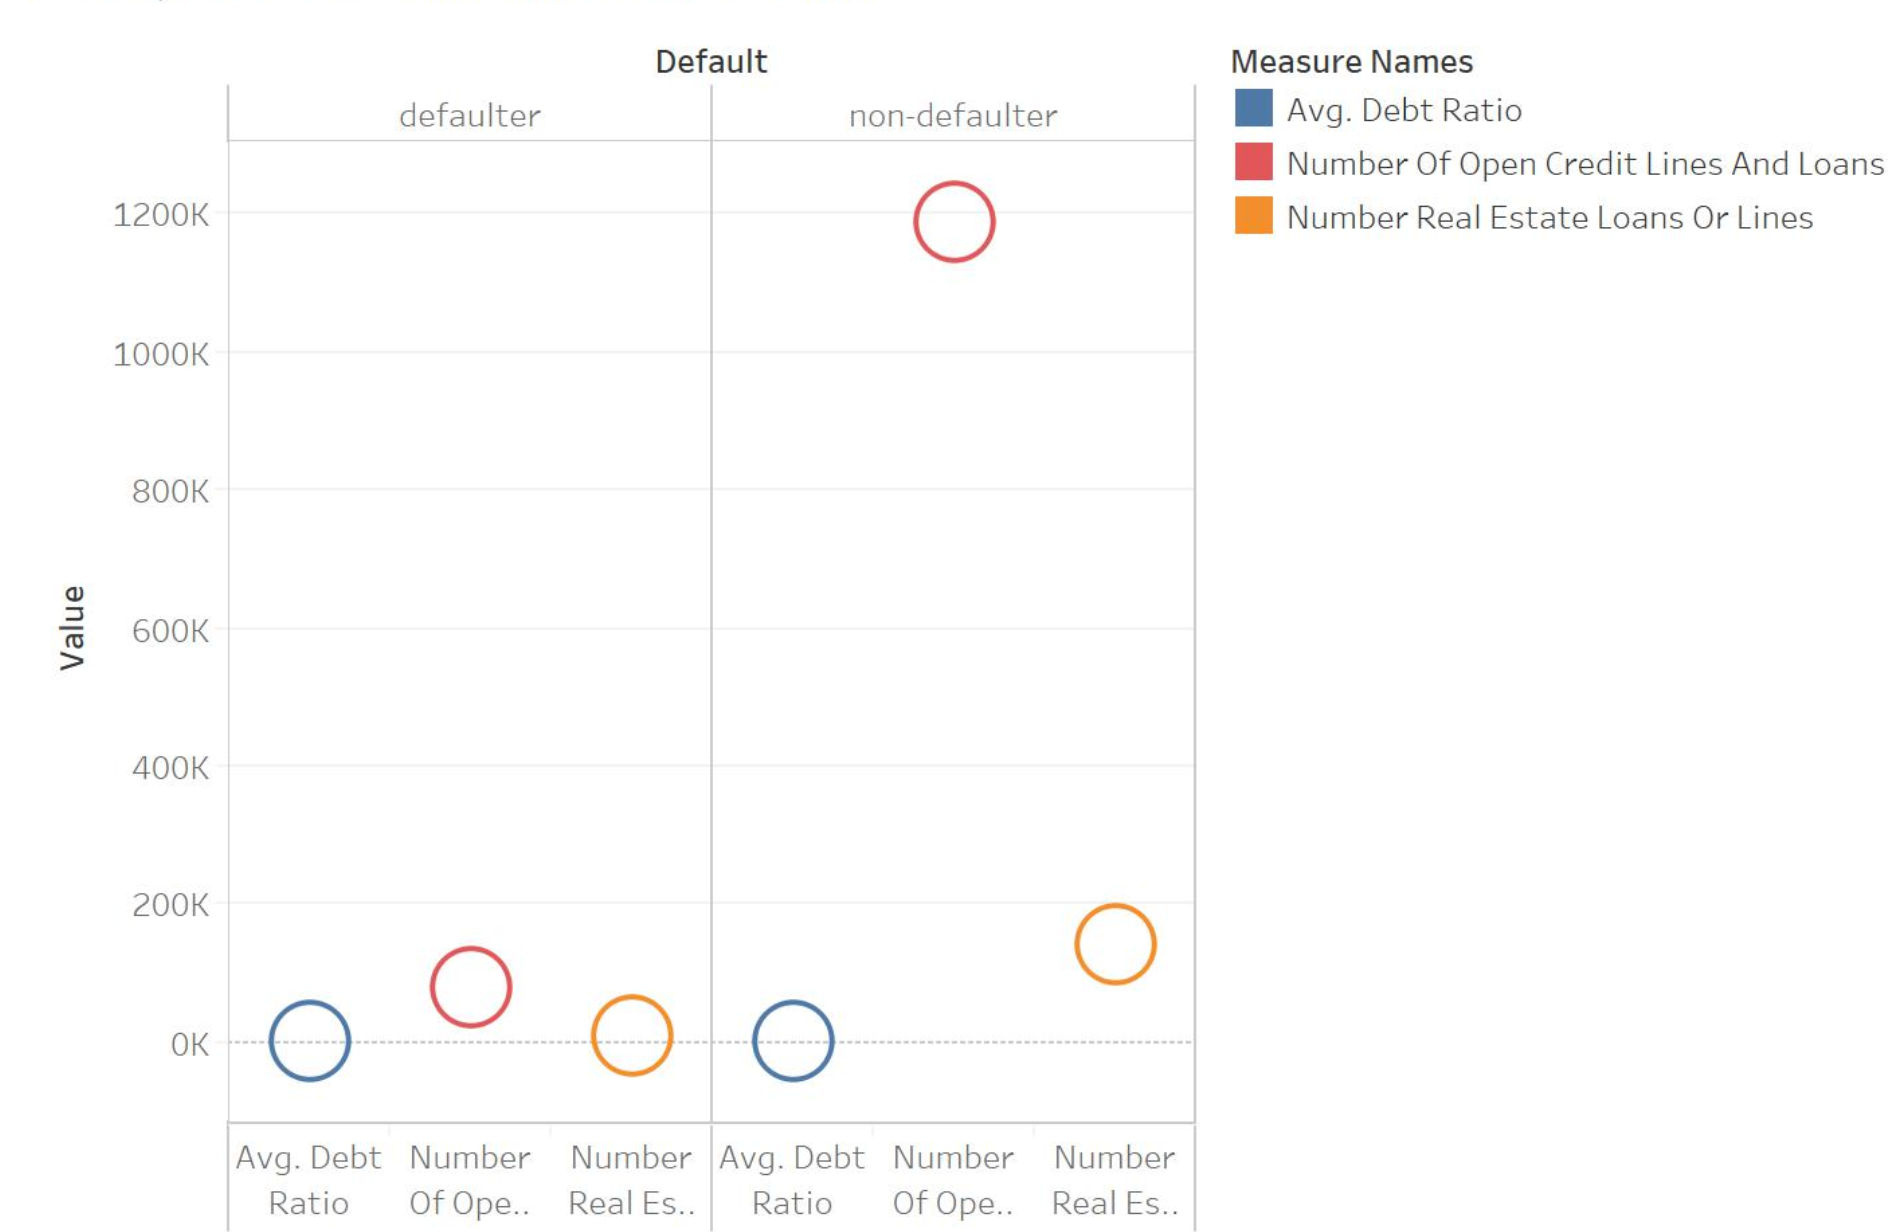 Default
defaulter
non-defaulter
1200K
1000K
800K
600K
400K
200K
0K
Value
Avg. Debt Ratio
Number Of Ope..
Number Real Es..
Avg. Debt Ratio
Number Of Ope..
Number Real Es..
Measure Names
Avg. Debt Ratio
Number Of Open Credit Lines And Loans
Number Real Estate Loans Or Lines